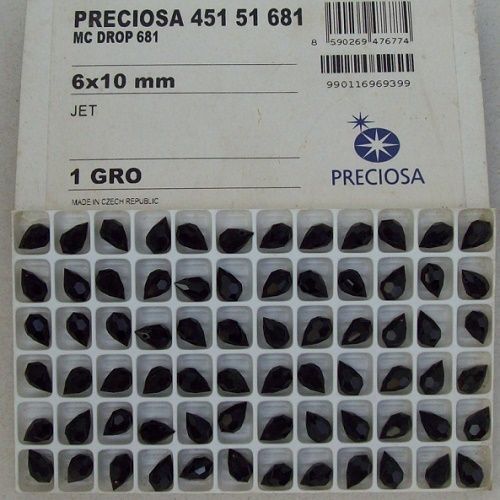 PRECIOSA 451 51 681
MC DROP 681
8 590269 476774
6x10 mm
990116969399
JET
1 GRO
PRECIOSA
MADE IN CZECH REPUBLIC